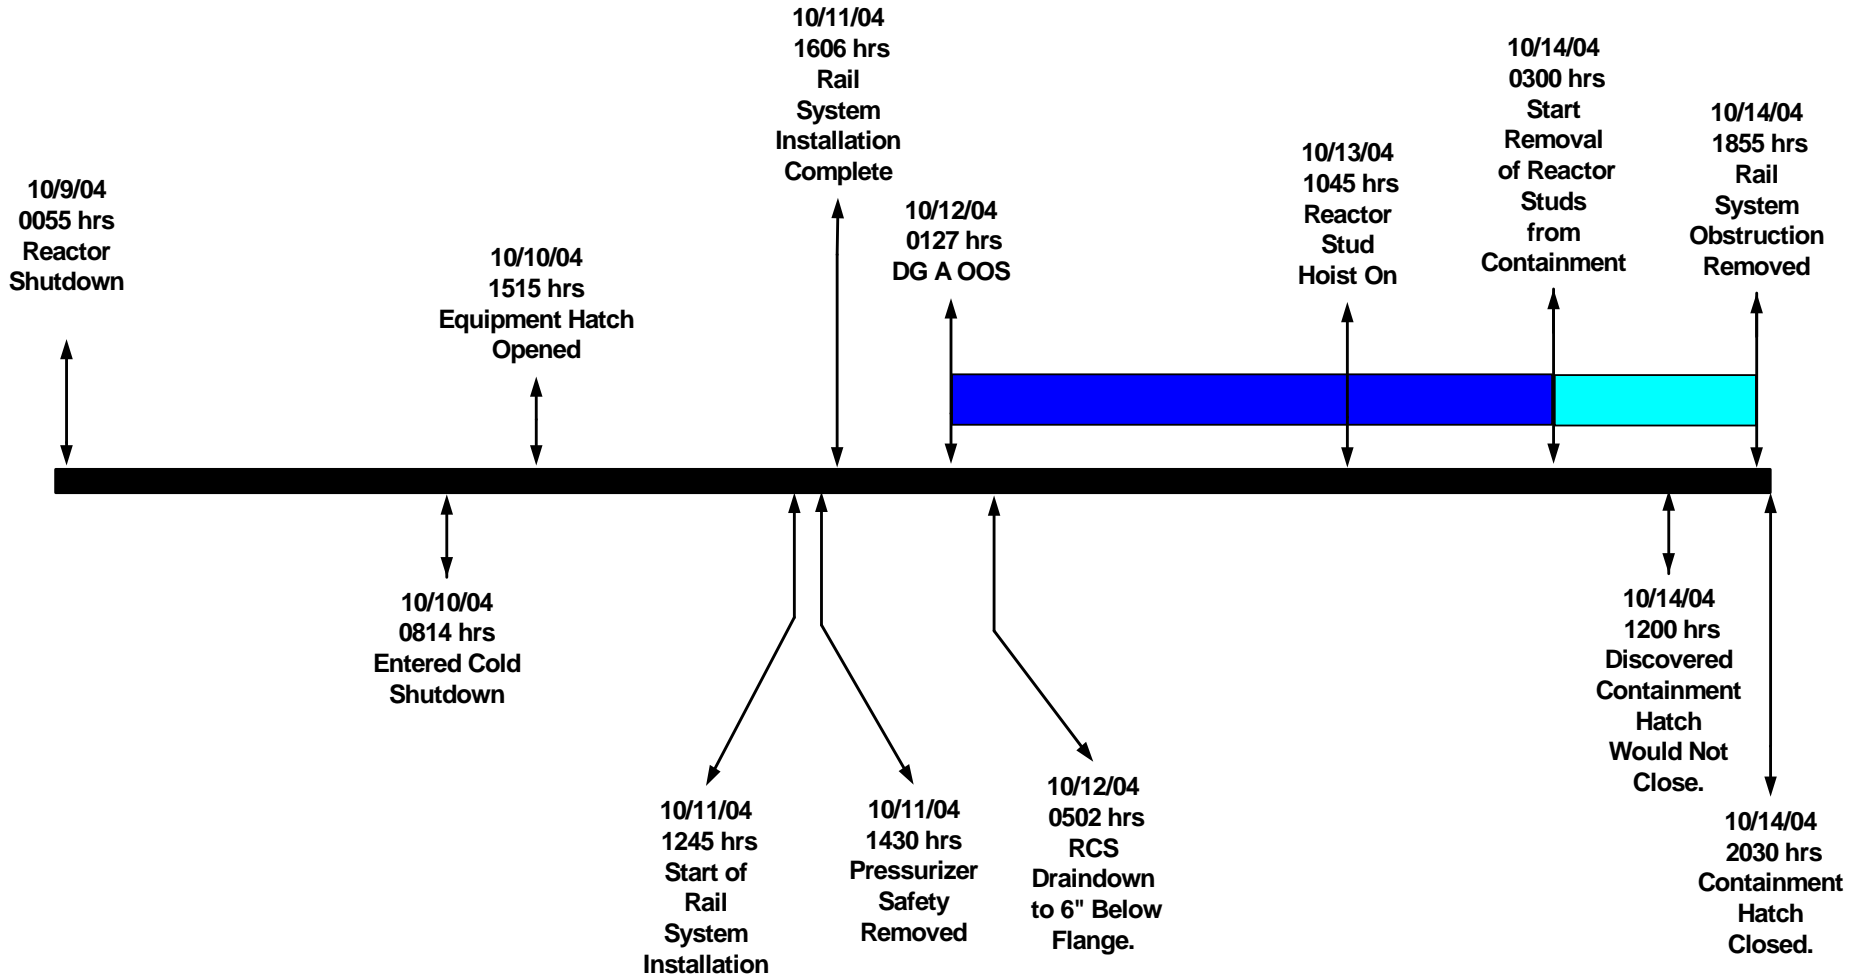 10/9/04
0055 hrs
Reactor
Shutdown
10/10/04
1515 hrs
Equipment Hatch
Opened
10/11/04
1606 hrs
Rail
System
Installation
Complete
10/12/04
0127 hrs
DG A OOS
10/13/04
1045 hrs
Reactor
Stud
Hoist On
10/14/04
0300 hrs
Start
Removal
of Reactor
Studs
from
Containment
10/14/04
1855 hrs
Rail
System
Obstruction
Removed
10/10/04
0814 hrs
Entered Cold
Shutdown
10/11/04
1245 hrs
Start of
Rail
System
Installation
10/11/04
1430 hrs
Pressurizer
Safety
Removed
10/12/04
0502 hrs
RCS
Draindown
to 6" Below
Flange.
10/14/04
1200 hrs
Discovered
Containment
Hatch
Would Not
Close.
10/14/04
2030 hrs
Containment
Hatch
Closed.